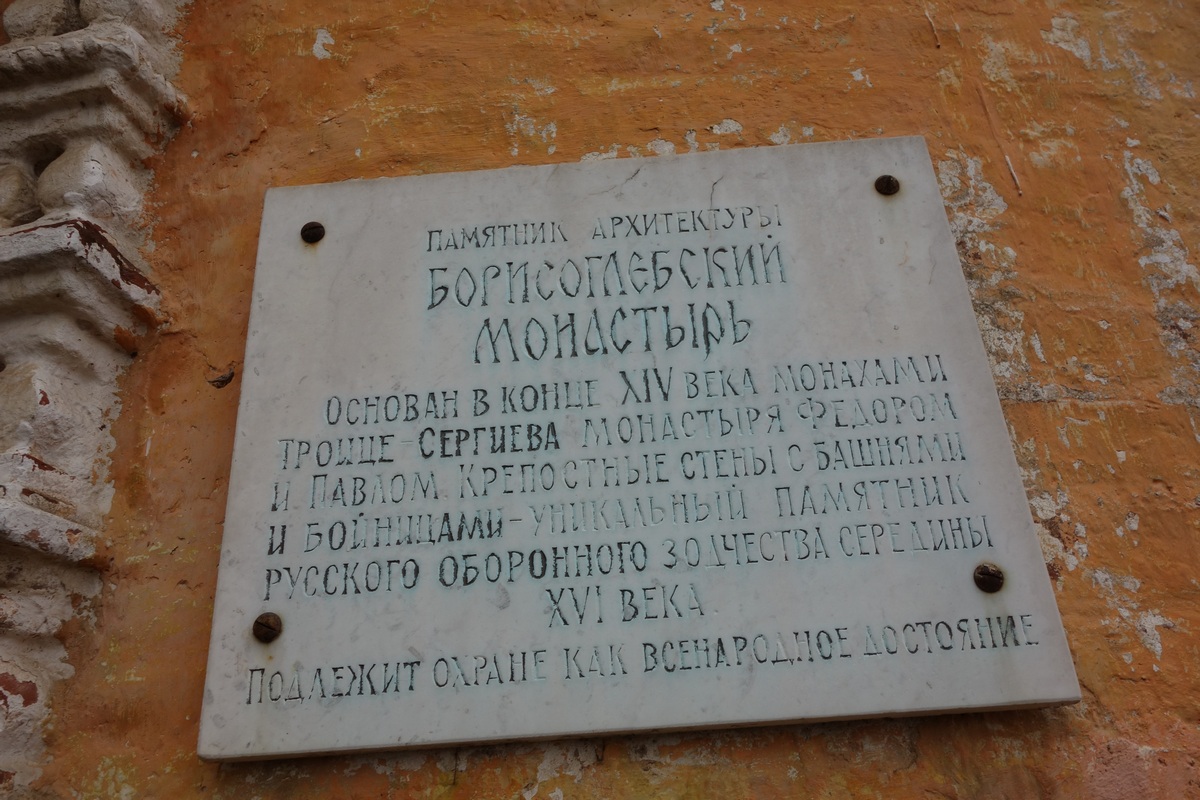 ПАМЯТНИК АРХИТЕКТУРЫ
БОРИСОГЛЕБСКИЙ
МОНАСТЫРЬ
ОСНОВАН В КОНЦЕ XIV ВЕКА МОНАХАМИ
ТРОИЦЕ-СЕРГИЕВА МОНАСТЫРЯ ФЕДОРОМ
И ПАВЛОМ. КРЕПОСТНЫЕ СТЕНЫ С БАШНЯМИ
И БОЙНИЦАМИ-УНИКАЛЬНЫЙ ПАМЯТНИК
РУССКОГО ОБОРОННОГО ЗОДЧЕСТВА СЕРЕДИНЫ
XVI ВЕКА.
ПОДЛЕЖИТ ОХРАНЕ КАК ВСЕНАРОДНОЕ ДОСТОЯНИЕ